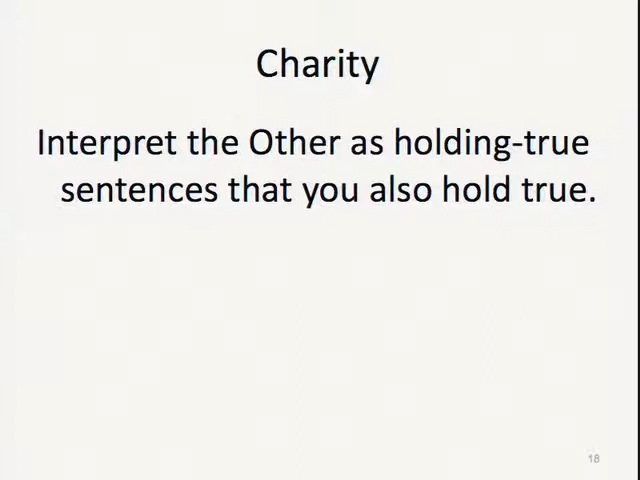 Charity
Interpret the Other as holding-true
sentences that you also hold true.
18